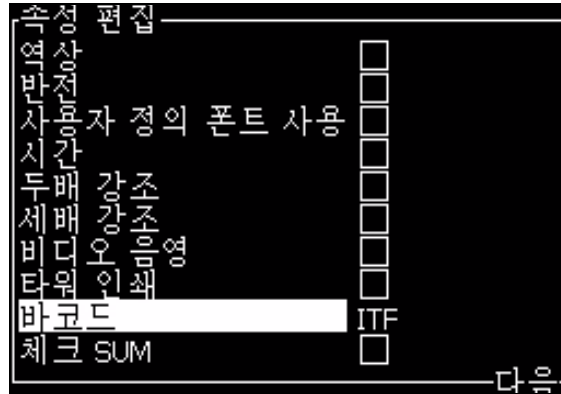 속성 편집
역상
반전
사용자 정의 폰트 사용
시간
두배 강조
세배 강조
비디오 음영
타워 인쇄
바코드 ITF
체크 SUM
다음